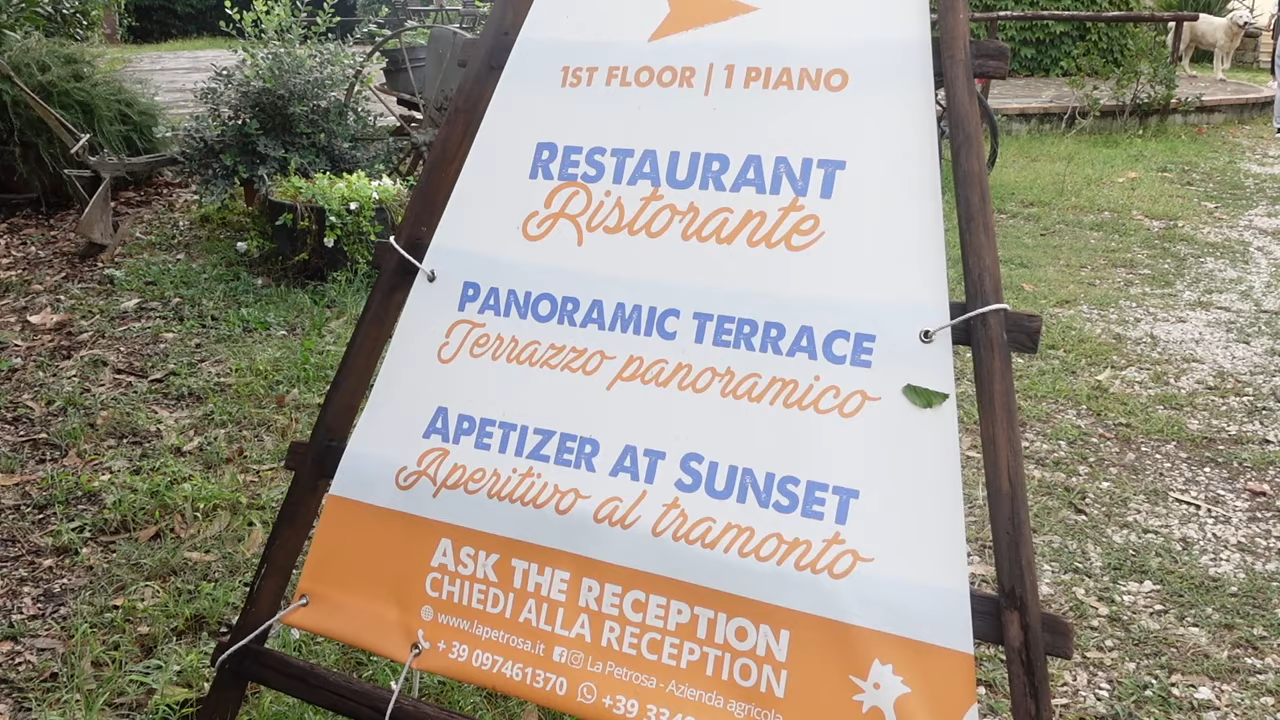 1ST FLOOR | 1 PIANO
RESTAURANT
Ristorante
PANORAMIC TERRACE
Terrazzo panoramico
APETIZER AT SUNSET
Aperitivo al tramonto
ASK THE RECEPTION
CHIEDI ALLA RECEPTION
www.lapetrosa.it La Petrosa - Azienda agricola
+ 39 097461370 +39 334